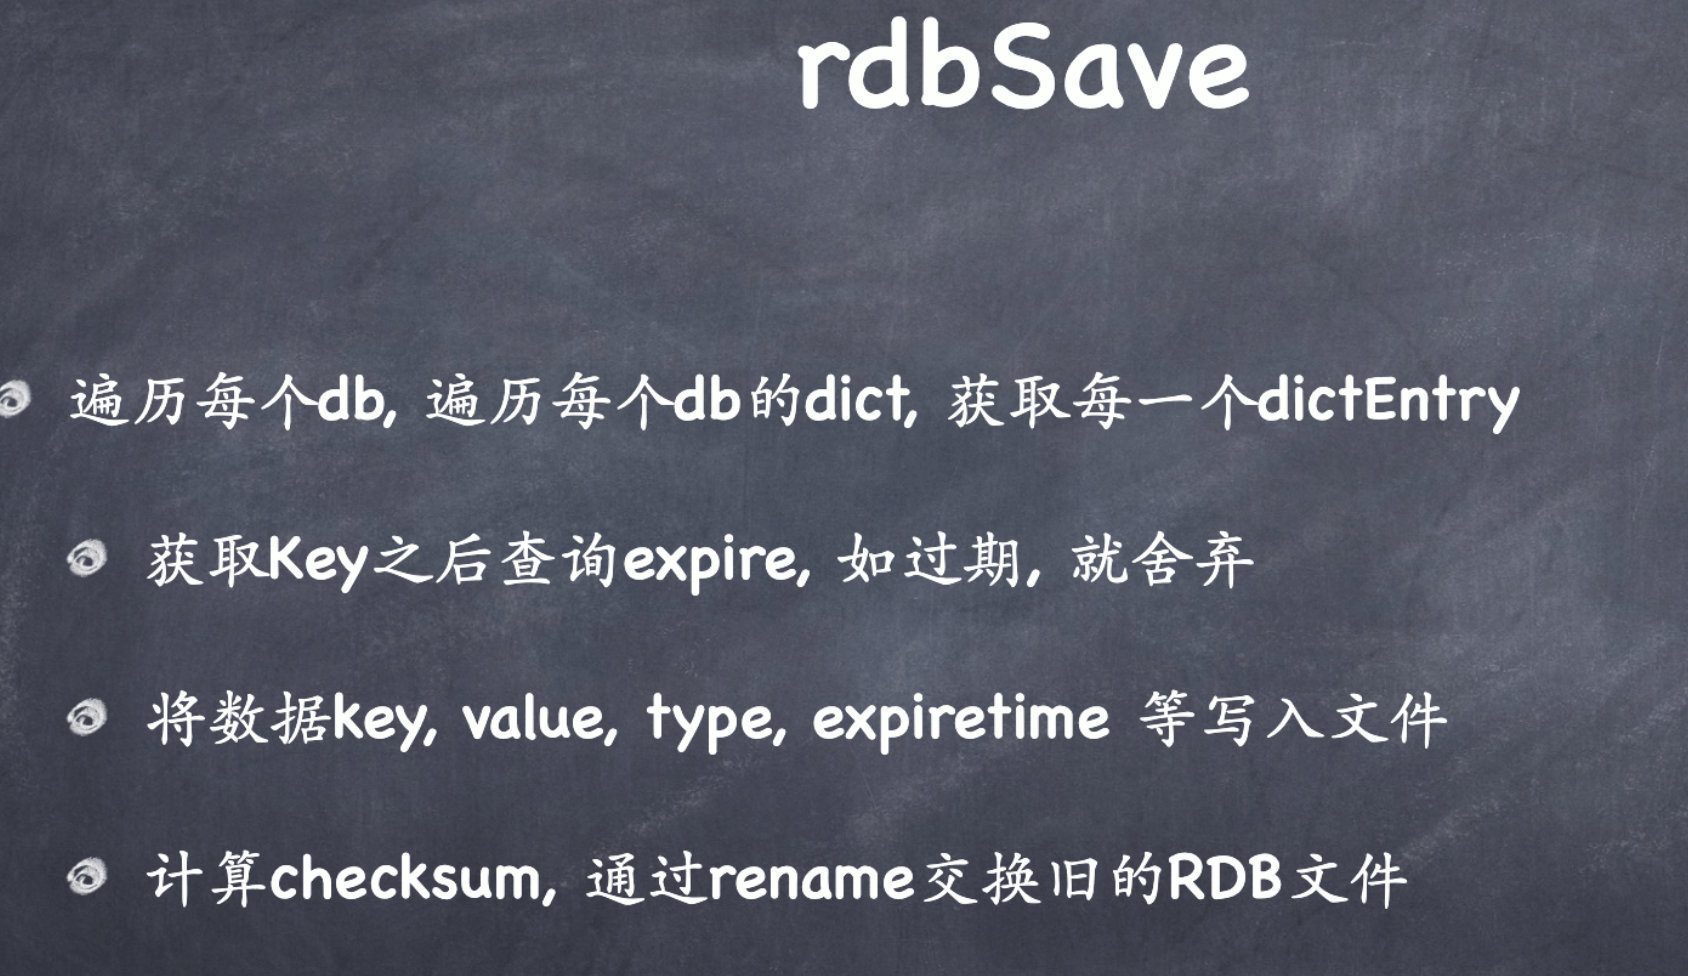 rdbSave
遍历每个db, 遍历每个db的dict, 获取每一个dictEntry
获取Key之后查询expire, 如过期, 就舍弃
将数据key, value, type, expiretime 等写入文件
计算checksum, 通过rename交换旧的RDB文件